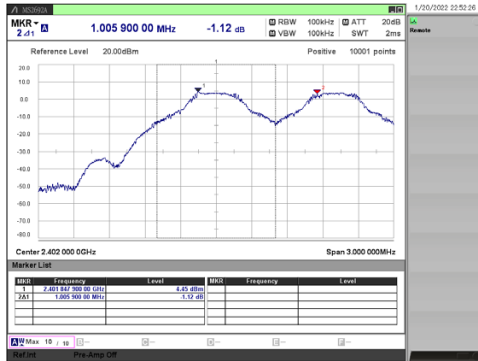 MS2692A 1/20/2022 22:52:26
MKR 1.005 900 00 MHz -1.12 dB RBW 100kHz ATT 20dB
2Δ1 VBW 100kHz SWT 2ms
Remote
Reference Level 20.00dBm Positive 10001 points
1
20.0
10.0
1
2
0.0
-10.0
-20.0
-30.0
-40.0
-50.0
-60.0
-70.0
-80.0
Center 2.402 000 0GHz Span 3.000 000MHz
Marker List
MKR Frequency Level MKR Frequency Level
1 2.401 847 900 00 GHz 4.45 dBm
2Δ1 1.005 900 00 MHz -1.12 dB
A Max 10 / 10
Ref.Int Pre-Amp Off